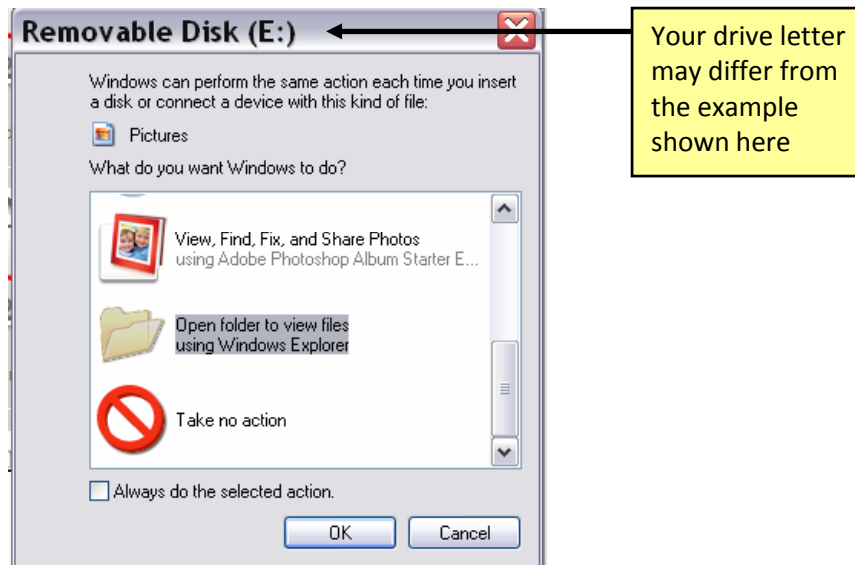 Removable Disk (E:)
Your drive letter
may differ from
the example
shown here
Windows can perform the same action each time you insert
a disk or connect a device with this kind of file:
Pictures
What do you want Windows to do?
View, Find, Fix, and Share Photos
using Adobe Photoshop Album Starter E...
Open folder to view files
using Windows Explorer
Take no action
Always do the selected action.
OK
Cancel